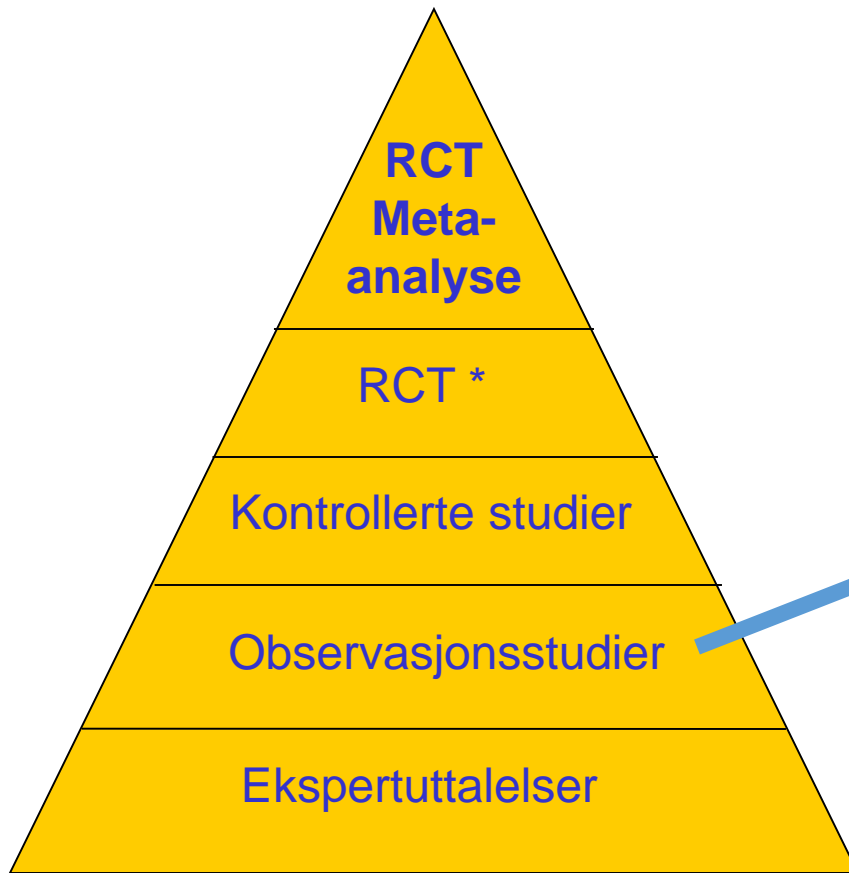 RCT
Meta-
analyse
RCT *
Kontrollerte studier
Observasjonsstudier
Ekspertuttalelser